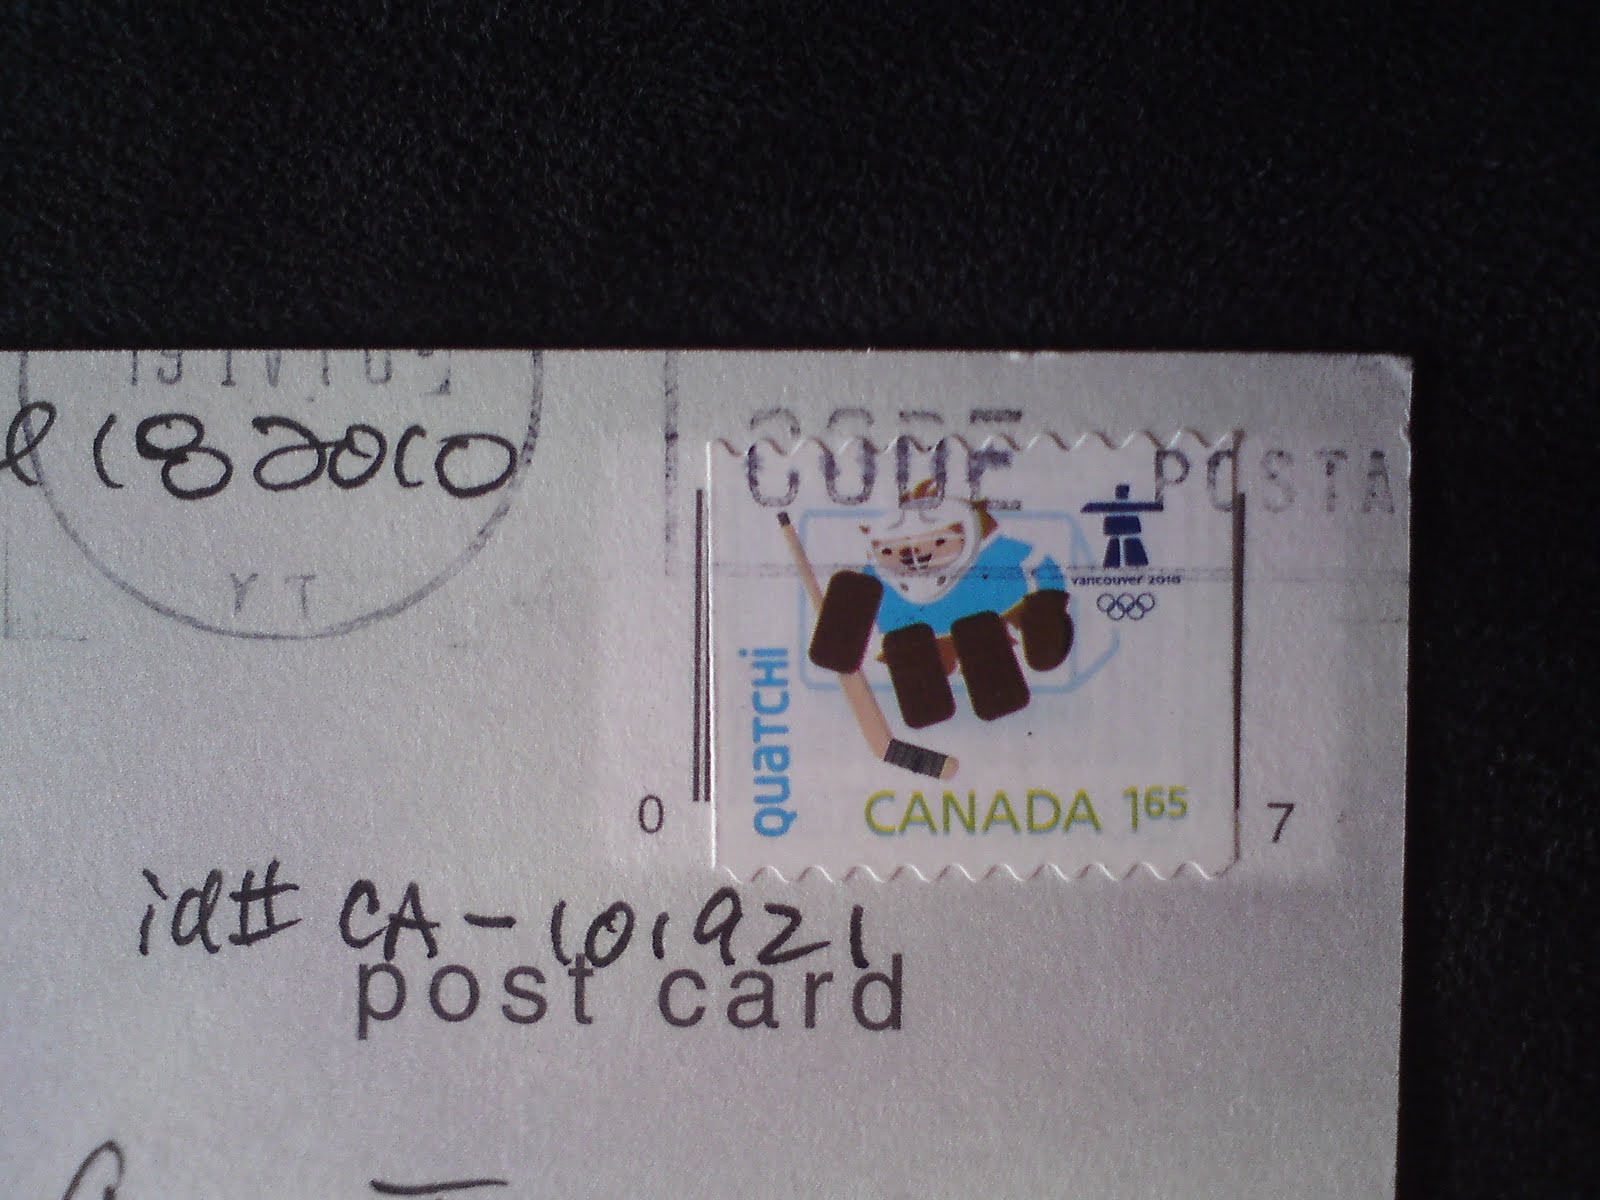 18 2010
YT
CODE POSTA
vancouver 2010
QUATCHI
CANADA 165
0 7
id# CA-101921
post card